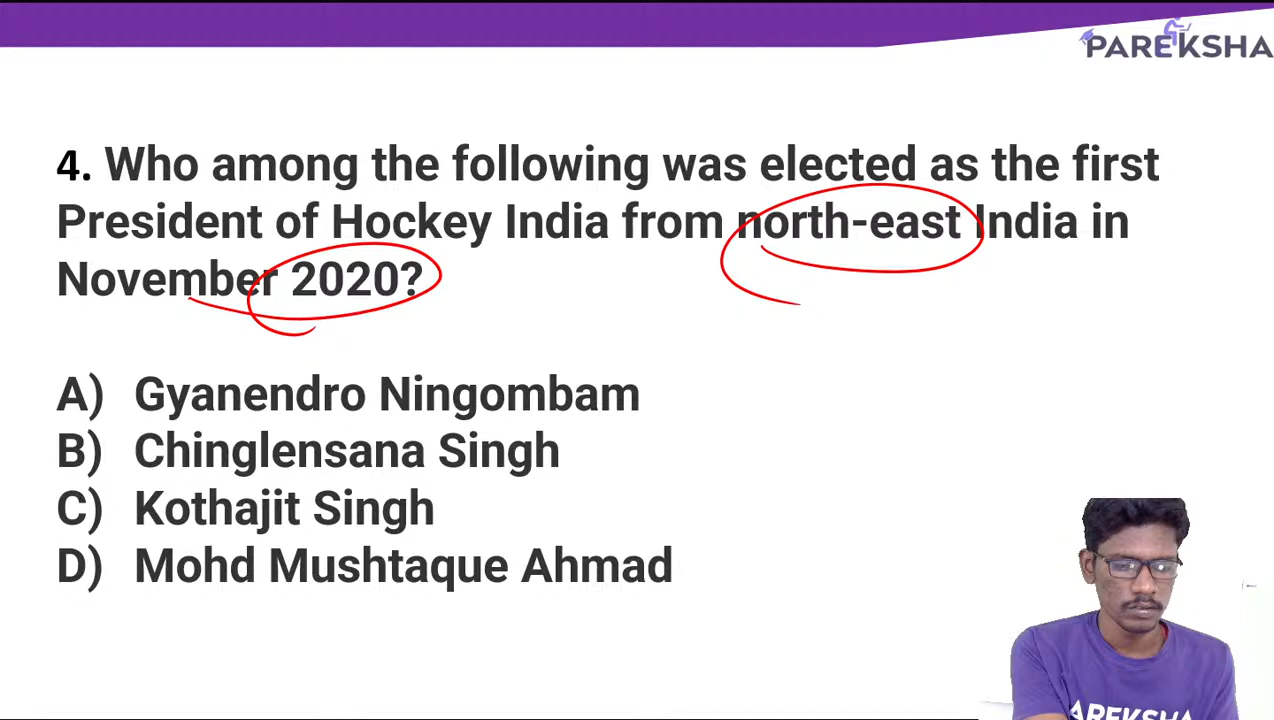 PAREKSHA
4. Who among the following was elected as the first
President of Hockey India from north-east India in
November 2020?
A) Gyanendro Ningombam
B) Chinglensana Singh
C) Kothajit Singh
D) Mohd Mushtaque Ahmad
AREKSHA